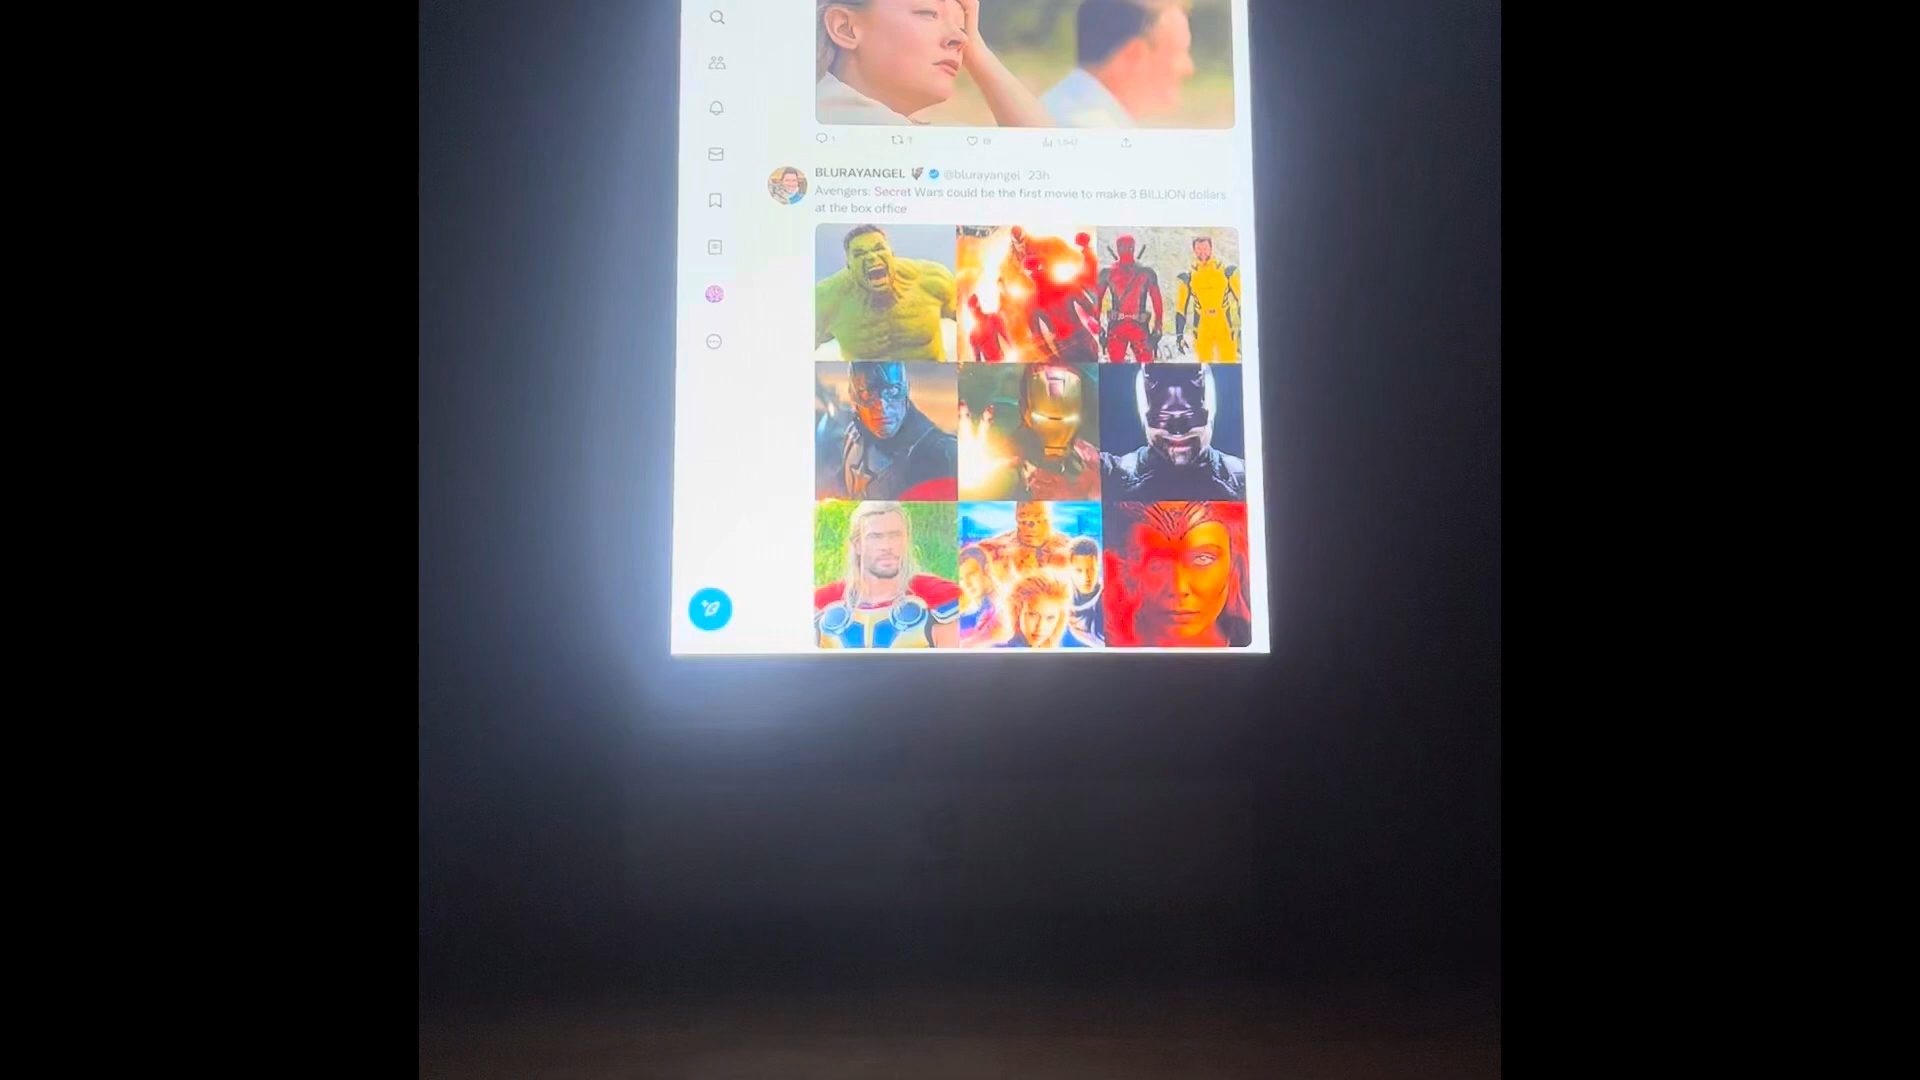 18
BLURAYANGEL @blurayangel 23h
Avengers: Secret Wars could be the first movie to make 3 BILLION dollars
at the box office